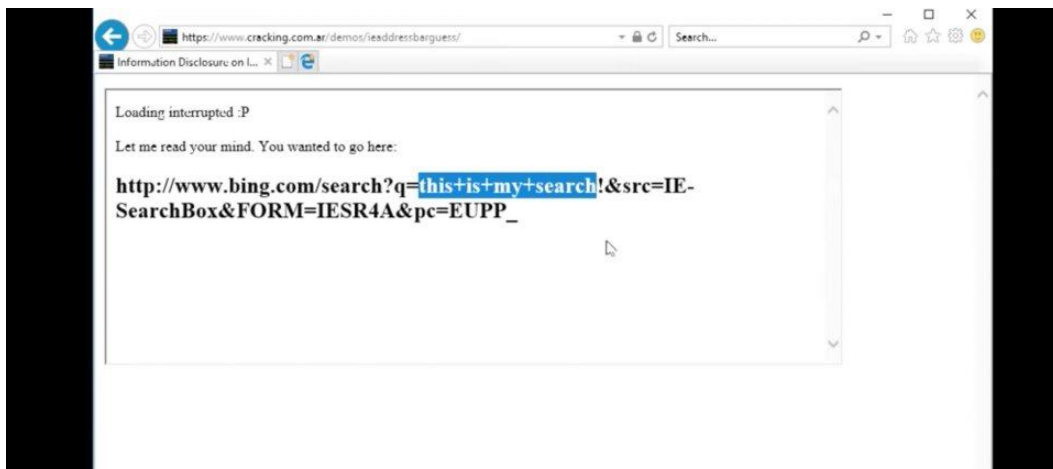 https://www.cracking.com.ar/demos/ieaddressbarguess/
Search...
Information Disclosure on I...
Loading interrupted :P
Let me read your mind. You wanted to go here:
http://www.bing.com/search?q=this+is+my+search!&src=IE-
SearchBox&FORM=IESR4A&pc=EUPP_